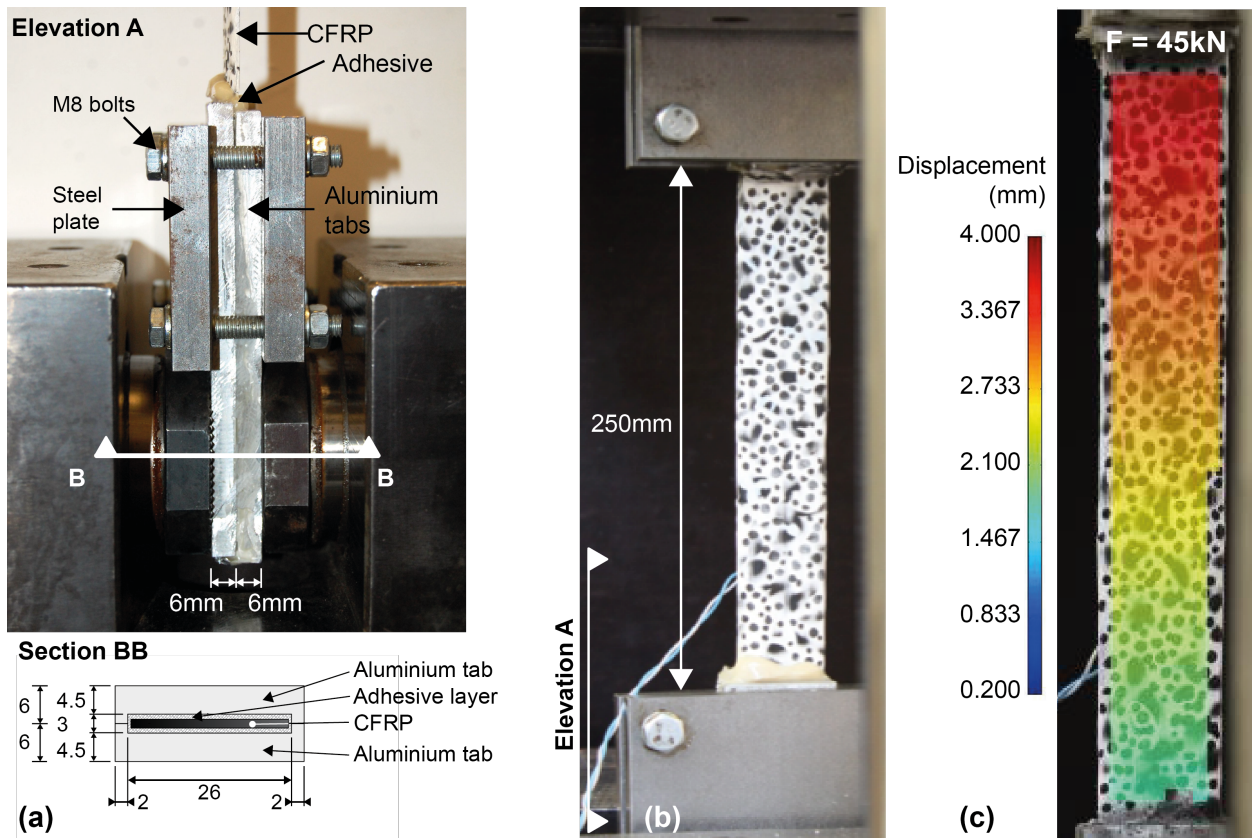 Elevation A
CFRP
Adhesive
M8 bolts
Steel
plate
Aluminium
tabs
B
B
6mm
6mm
Section BB
Aluminium tab
Adhesive layer
CFRP
Aluminium tab
6
4.5
3
6
4.5
2
26
2
(a)
250mm
Elevation A
(b)
F = 45kN
Displacement
(mm)
4.000
3.367
2.733
2.100
1.467
0.833
0.200
(c)